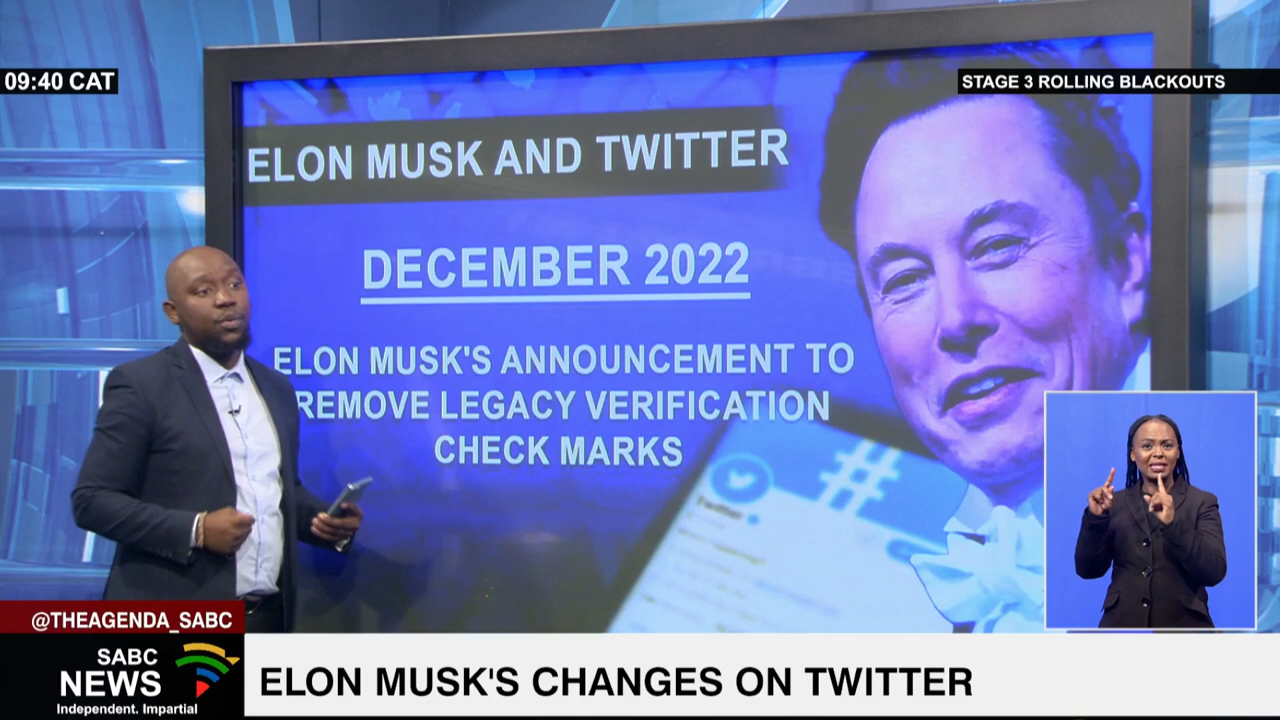 09:40 CAT
STAGE 3 ROLLING BLACKOUTS
ELON MUSK AND TWITTER
DECEMBER 2022
ELON MUSK'S ANNOUNCEMENT TO
REMOVE LEGACY VERIFICATION
CHECK MARKS
#
Twitter
@THEAGENDA_SABC
SABC
NEWS
Independent. Impartial
ELON MUSK'S CHANGES ON TWITTER